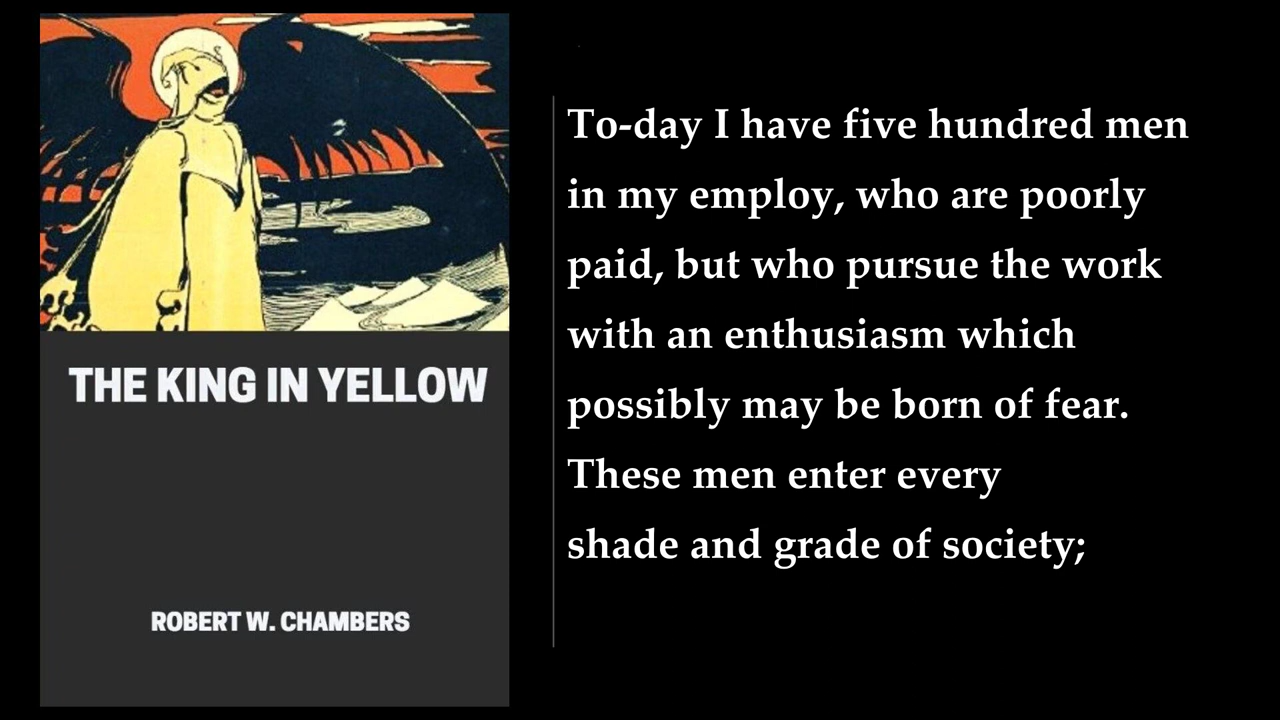 THE KING IN YELLOW
ROBERT W. CHAMBERS
To-day I have five hundred men
in my employ, who are poorly
paid, but who pursue the work
with an enthusiasm which
possibly may be born of fear.
These men enter every
shade and grade of society;